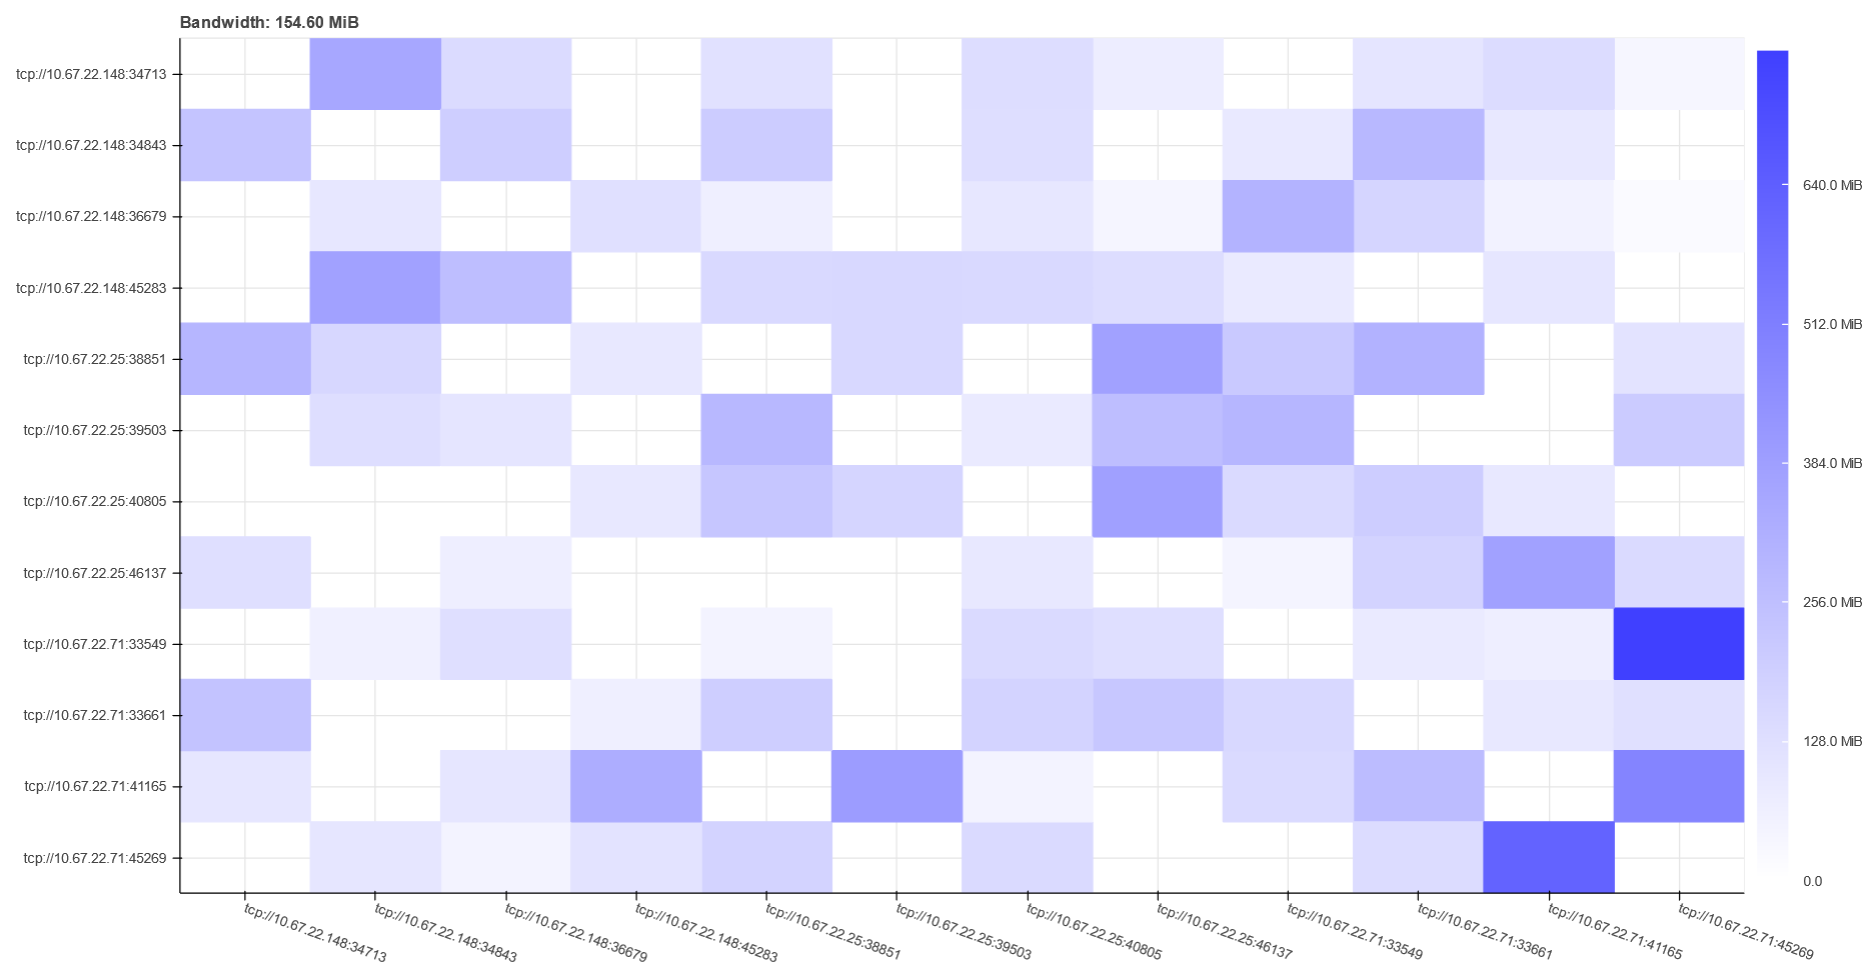 Bandwidth: 154.60 MiB
tcp://10.67.22.148:34713
tcp://10.67.22.148:34843
tcp://10.67.22.148:36679
tcp://10.67.22.148:45283
tcp://10.67.22.25:38851
tcp://10.67.22.25:39503
tcp://10.67.22.25:40805
tcp://10.67.22.25:46137
tcp://10.67.22.71:33549
tcp://10.67.22.71:33661
tcp://10.67.22.71:41165
tcp://10.67.22.71:45269
640.0 MiB
512.0 MiB
384.0 MiB
256.0 MiB
128.0 MiB
0.0
tcp://10.67.22.148:34713
tcp://10.67.22.148:34843
tcp://10.67.22.148:36679
tcp://10.67.22.148:45283
tcp://10.67.22.25:38851
tcp://10.67.22.25:39503
tcp://10.67.22.25:40805
tcp://10.67.22.25:46137
tcp://10.67.22.71:33549
tcp://10.67.22.71:33661
tcp://10.67.22.71:41165
tcp://10.67.22.71:45269